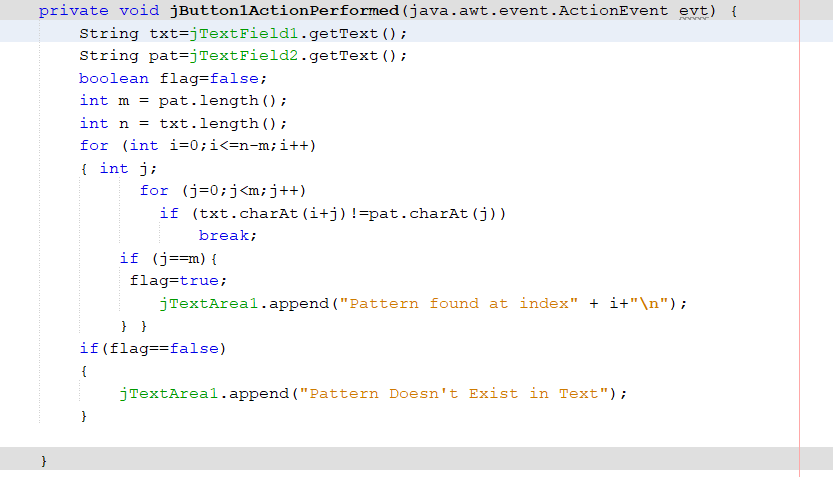 private void jButton1ActionPerformed(java.awt.event.ActionEvent evt) {
String txt=jTextField1.getText();
String pat=jTextField2.getText();
boolean flag=false;
int m = pat.length();
int n = txt.length();
for (int i=0;i<=n-m;i++)
{ int j;
for (j=0;j<m;j++)
if (txt.charAt(i+j)!=pat.charAt(j))
break;
if (j==m){
flag=true;
jTextArea1.append("Pattern found at index" + i+"\n");
} }
if(flag==false)
{
jTextArea1.append("Pattern Doesn't Exist in Text");
}
}